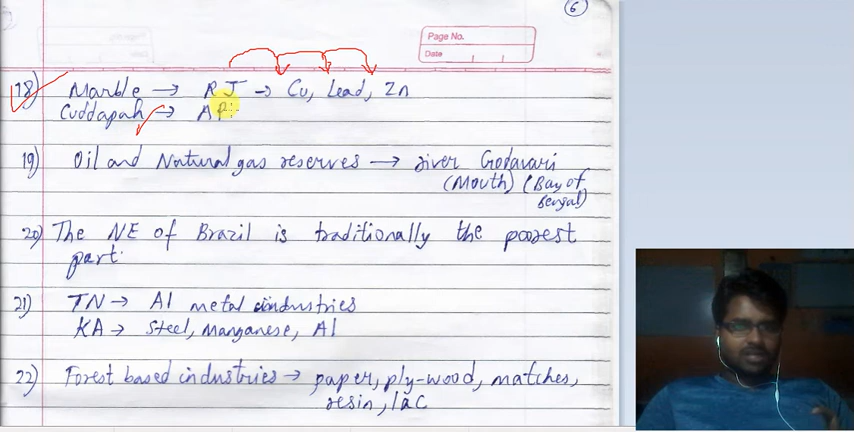 6
Page No.
Date
18) Marble → RJ → Cu, Lead, Zn
Cuddapah → AP.
19) Oil and Natural gas reserves → river Godavari
(Mouth) (Bay of
Bengal)
20) The NE of Brazil is traditionally the poorest
part.
21) TN → Al metal industries
KA → Steel, Manganese, Al
22) Forest based industries → paper, ply-wood, matches,
resin, lac